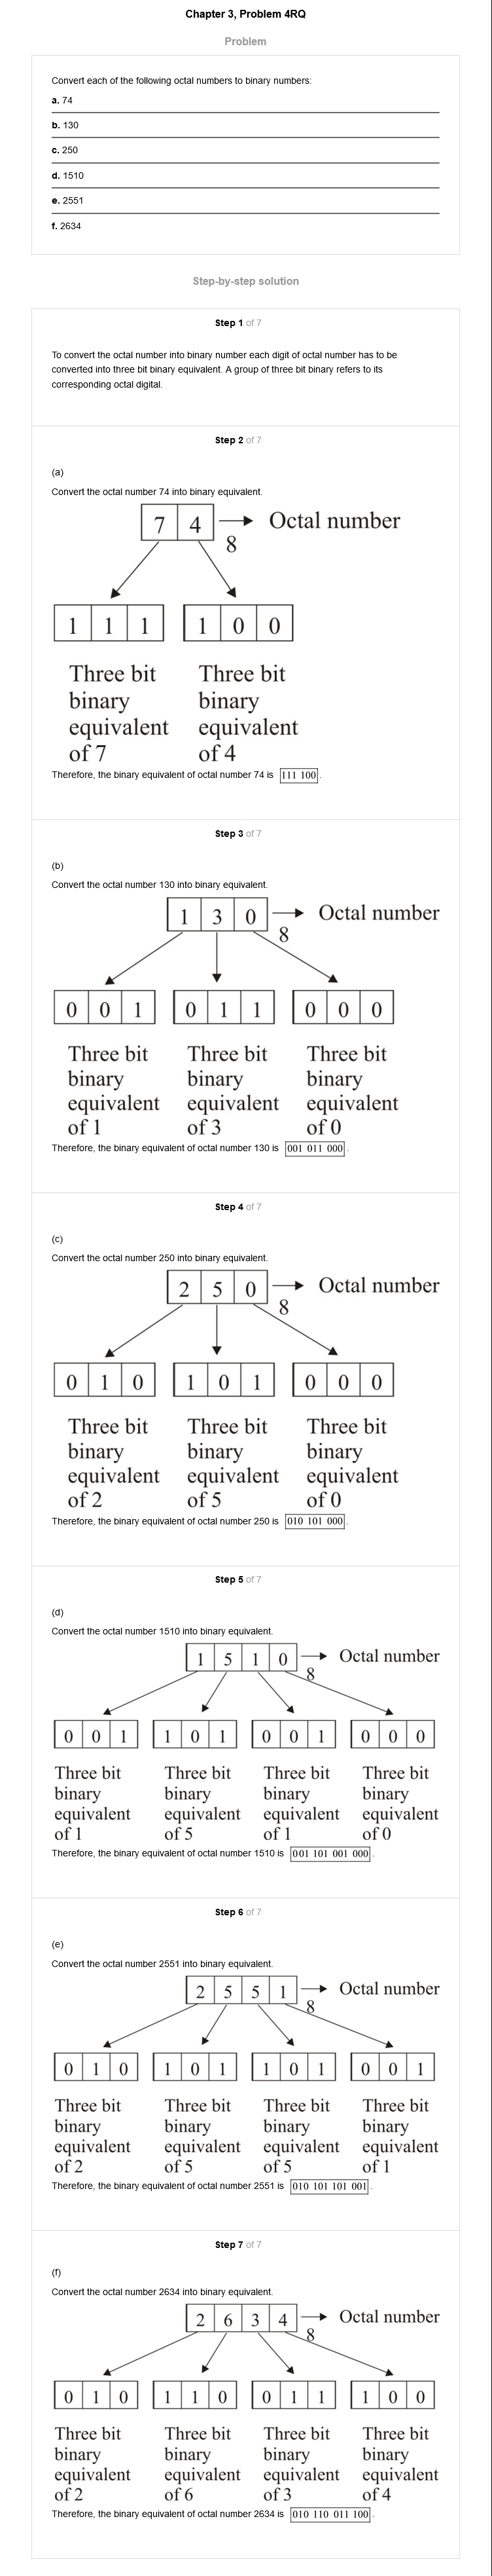 Chapter 3, Problem 4RQ
Problem
Convert each of the following octal numbers to binary numbers:
a. 74
b. 130
c. 250
d. 1510
e. 2551
f. 2634
Step-by-step solution
Step 1 of 7
To convert the octal number into binary number each digit of octal number has to be
converted into three bit binary equivalent. A group of three bit binary refers to its
corresponding octal digital.
Step 2 of 7
(a)
Convert the octal number 74 into binary equivalent.
7 4 Octal number
8
1 1 1 1 0 0
Three bit Three bit
binary binary
equivalent equivalent
of 7 of 4
Therefore, the binary equivalent of octal number 74 is 111 100.
Step 3 of 7
(b)
Convert the octal number 130 into binary equivalent.
1 3 0 Octal number
8
0 0 1 0 1 1 0 0 0
Three bit Three bit Three bit
binary binary binary
equivalent equivalent equivalent
of 1 of 3 of 0
Therefore, the binary equivalent of octal number 130 is 001 011 000.
Step 4 of 7
(c)
Convert the octal number 250 into binary equivalent.
2 5 0 Octal number
8
0 1 0 1 0 1 0 0 0
Three bit Three bit Three bit
binary binary binary
equivalent equivalent equivalent
of 2 of 5 of 0
Therefore, the binary equivalent of octal number 250 is 010 101 000.
Step 5 of 7
(d)
Convert the octal number 1510 into binary equivalent.
1 5 1 0 Octal number
8
0 0 1 1 0 1 0 0 1 0 0 0
Three bit Three bit Three bit Three bit
binary binary binary binary
equivalent equivalent equivalent equivalent
of 1 of 5 of 1 of 0
Therefore, the binary equivalent of octal number 1510 is 001 101 001 000.
Step 6 of 7
(e)
Convert the octal number 2551 into binary equivalent.
2 5 5 1 Octal number
8
0 1 0 1 0 1 1 0 1 0 0 1
Three bit Three bit Three bit Three bit
binary binary binary binary
equivalent equivalent equivalent equivalent
of 2 of 5 of 5 of 1
Therefore, the binary equivalent of octal number 2551 is 010 101 101 001.
Step 7 of 7
(f)
Convert the octal number 2634 into binary equivalent.
2 6 3 4 Octal number
8
0 1 0 1 1 0 0 1 1 1 0 0
Three bit Three bit Three bit Three bit
binary binary binary binary
equivalent equivalent equivalent equivalent
of 2 of 6 of 3 of 4
Therefore, the binary equivalent of octal number 2634 is 010 110 011 100.